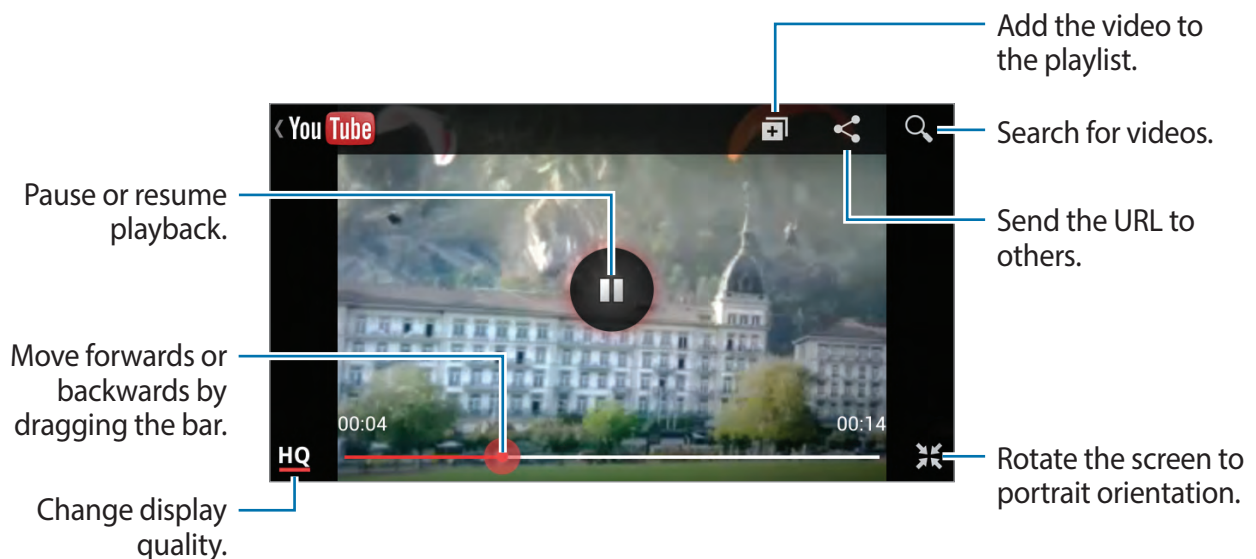 Add the video to
the playlist.
‹ YouTube
Search for videos.
Pause or resume
playback.
Send the URL to
others.
Move forwards or
backwards by
dragging the bar.
00:04
00:14
HQ
Rotate the screen to
portrait orientation.
Change display
quality.